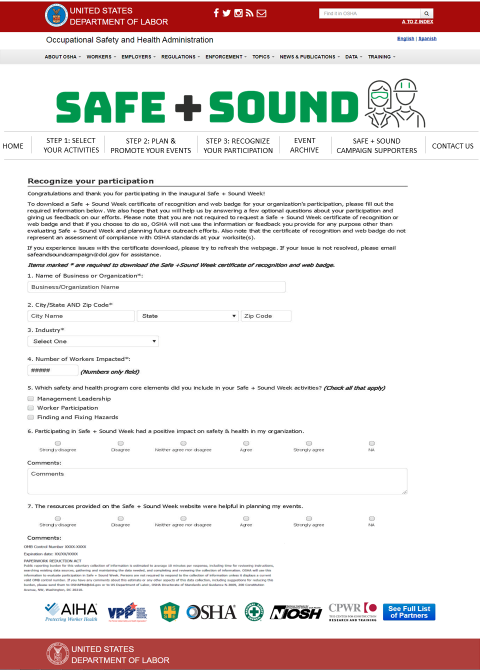 UNITED STATES
DEPARTMENT OF LABOR
Find it in OSHA
A TO Z INDEX
Occupational Safety and Health Administration
English | Spanish
ABOUT OSHA WORKERS EMPLOYERS REGULATIONS ENFORCEMENT TOPICS NEWS & PUBLICATIONS DATA TRAINING
SAFE + SOUND
HOME
STEP 1: SELECT YOUR ACTIVITIES
STEP 2: PLAN & PROMOTE YOUR EVENTS
STEP 3: RECOGNIZE YOUR PARTICIPATION
EVENT ARCHIVE
SAFE + SOUND CAMPAIGN SUPPORTERS
CONTACT US
Recognize your participation
Congratulations and thank you for participating in the inaugural Safe + Sound Week!
To download a Safe + Sound Week certificate of recognition and web badge for your organization's participation, please fill out the
required information below. We also hope that you will help us by answering a few optional questions about your participation and
giving us feedback on our efforts. Please note that you are not required to request a Safe + Sound Week certificate of recognition or
web badge and that if you choose to do so, OSHA will not use the information or feedback you provide for any purpose other than
evaluating Safe + Sound Week and planning future outreach efforts. Also note that the certificate of recognition and web badge do not
represent an assessment of compliance with OSHA standards at your worksite(s).
If you experience issues with the certificate download, please try to refresh the webpage. If your issue is not resolved, please email
safeandsoundcampaign@dol.gov for assistance.
Items marked * are required to download the Safe +Sound Week certificate of recognition and web badge.
1. Name of Business or Organization*:
Business/Organization Name
2. City/State AND Zip Code*
City Name State Zip Code
3. Industry*
Select One
4. Number of Workers Impacted*:
##### (Numbers only field)
5. Which safety and health program core elements did you include in your Safe + Sound Week activities? (Check all that apply)
Management Leadership
Worker Participation
Finding and Fixing Hazards
6. Participating in Safe + Sound Week had a positive impact on safety & health in my organization.
Strongly disagree Disagree Neither agree nor disagree Agree Strongly agree NA
Comments:
Comments
7. The resources provided on the Safe + Sound Week website were helpful in planning my events.
Strongly disagree Disagree Neither agree nor disagree Agree Strongly agree NA
Comments:
OMB Control Number XXXX-XXXX
Expiration date: XX/XX/XXXX
PAPERWORK REDUCTION ACT
AIHA
Protecting Worker Health
VPP
OSHA
NIOSH
CPWR
THE CENTER FOR CONSTRUCTION
RESEARCH AND TRAINING
See Full List
of Partners
UNITED STATES
DEPARTMENT OF LABOR